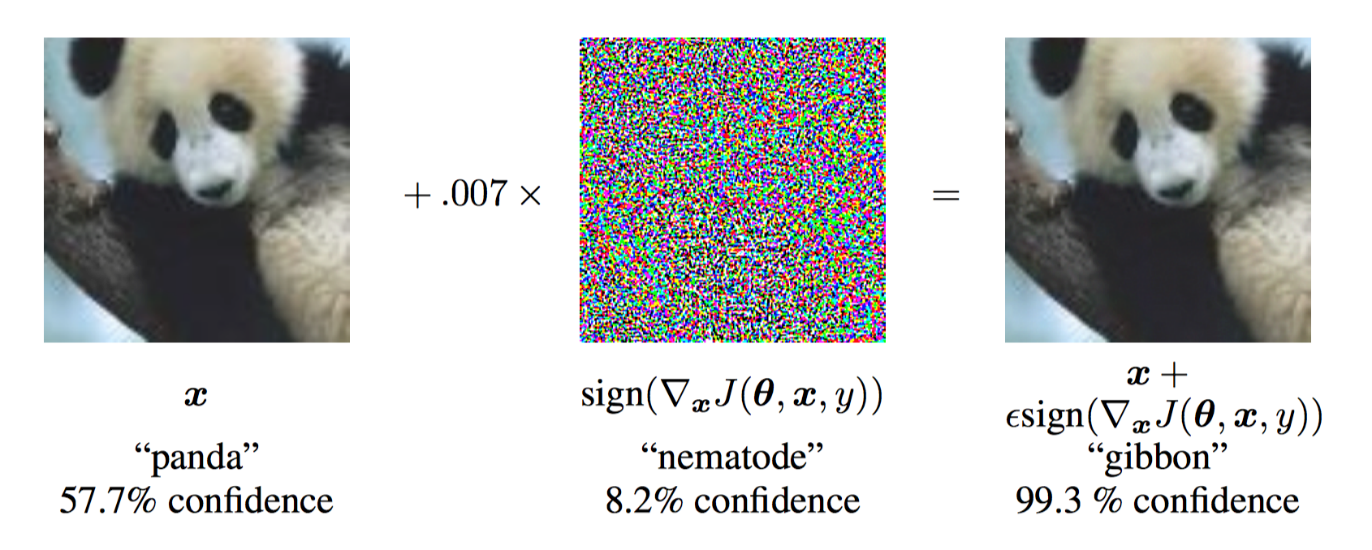 + .007 ×
=
x
“panda”
57.7% confidence
sign(∇ₓJ(θ, x, y))
“nematode”
8.2% confidence
x +
ϵsign(∇ₓJ(θ, x, y))
“gibbon”
99.3 % confidence